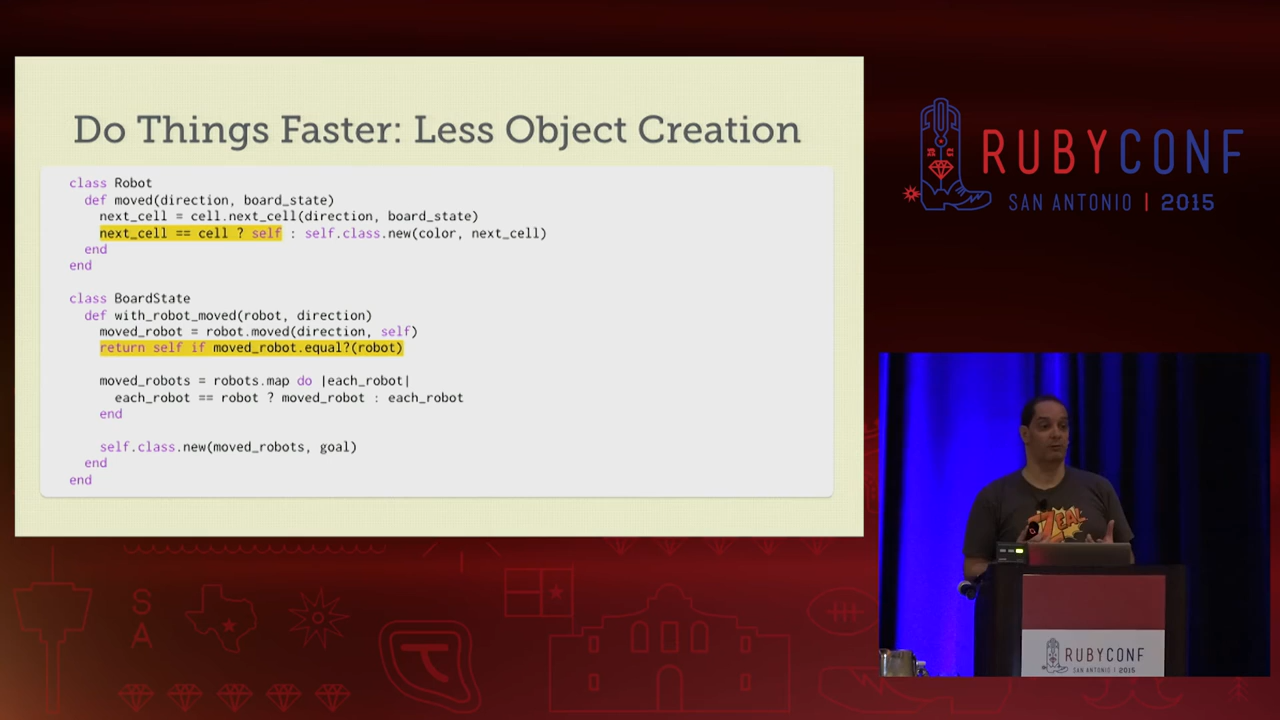 Do Things Faster: Less Object Creation
class Robot
  def moved(direction, board_state)
    next_cell = cell.next_cell(direction, board_state)
    next_cell == cell ? self : self.class.new(color, next_cell)
  end
end
class BoardState
  def with_robot_moved(robot, direction)
    moved_robot = robot.moved(direction, self)
    return self if moved_robot.equal?(robot)
    moved_robots = robots.map do |each_robot|
      each_robot == robot ? moved_robot : each_robot
    end
    self.class.new(moved_robots, goal)
  end
end
RUBYCONF
SAN ANTONIO | 2015
ZEAL
RUBYCONF
SAN ANTONIO | 2015
S
A